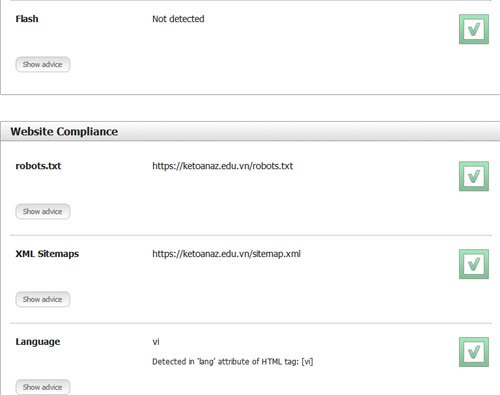 Flash Not detected
Show advice
Website Compliance
robots.txt https://ketoanaz.edu.vn/robots.txt
Show advice
XML Sitemaps https://ketoanaz.edu.vn/sitemap.xml
Show advice
Language vi
Detected in 'lang' attribute of HTML tag: [vi]
Show advice